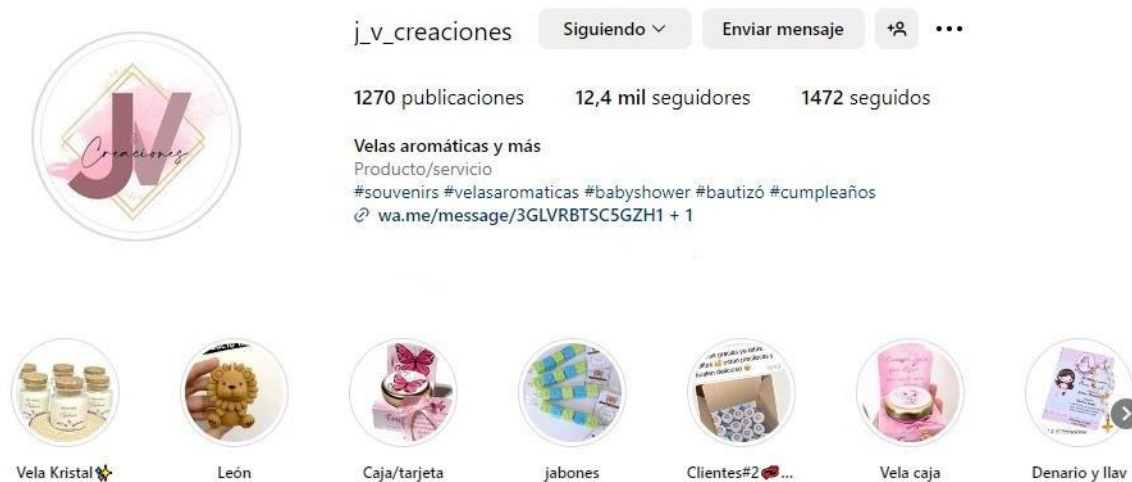 j_v_creaciones Siguiendo Enviar mensaje
1270 publicaciones 12,4 mil seguidores 1472 seguidos
JV
Creaciones
Velas aromáticas y más
Producto/servicio
#souvenirs #velasaromaticas #babyshower #bautizó #cumpleaños
wa.me/message/3GLVRBTSC5GZH1 + 1
Vela Kristal✨ León Caja/tarjeta jabones Clientes#2💋... Vela caja Denario y llav